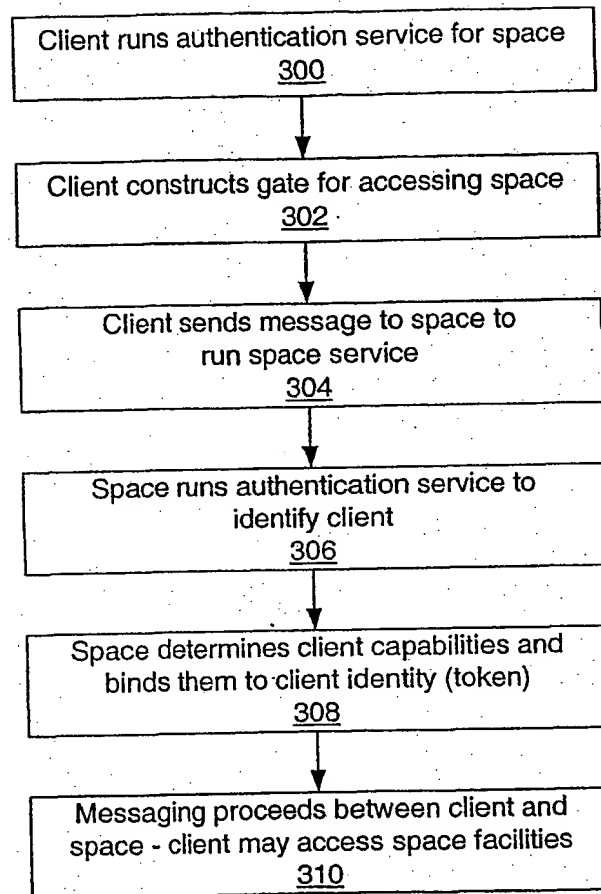 Client runs authentication service for space
300
Client constructs gate for accessing space
302
Client sends message to space to
run space service
304
Space runs authentication service to
identify client
306
Space determines client capabilities and
binds them to client identity (token)
308
Messaging proceeds between client and
space - client may access space facilities
310